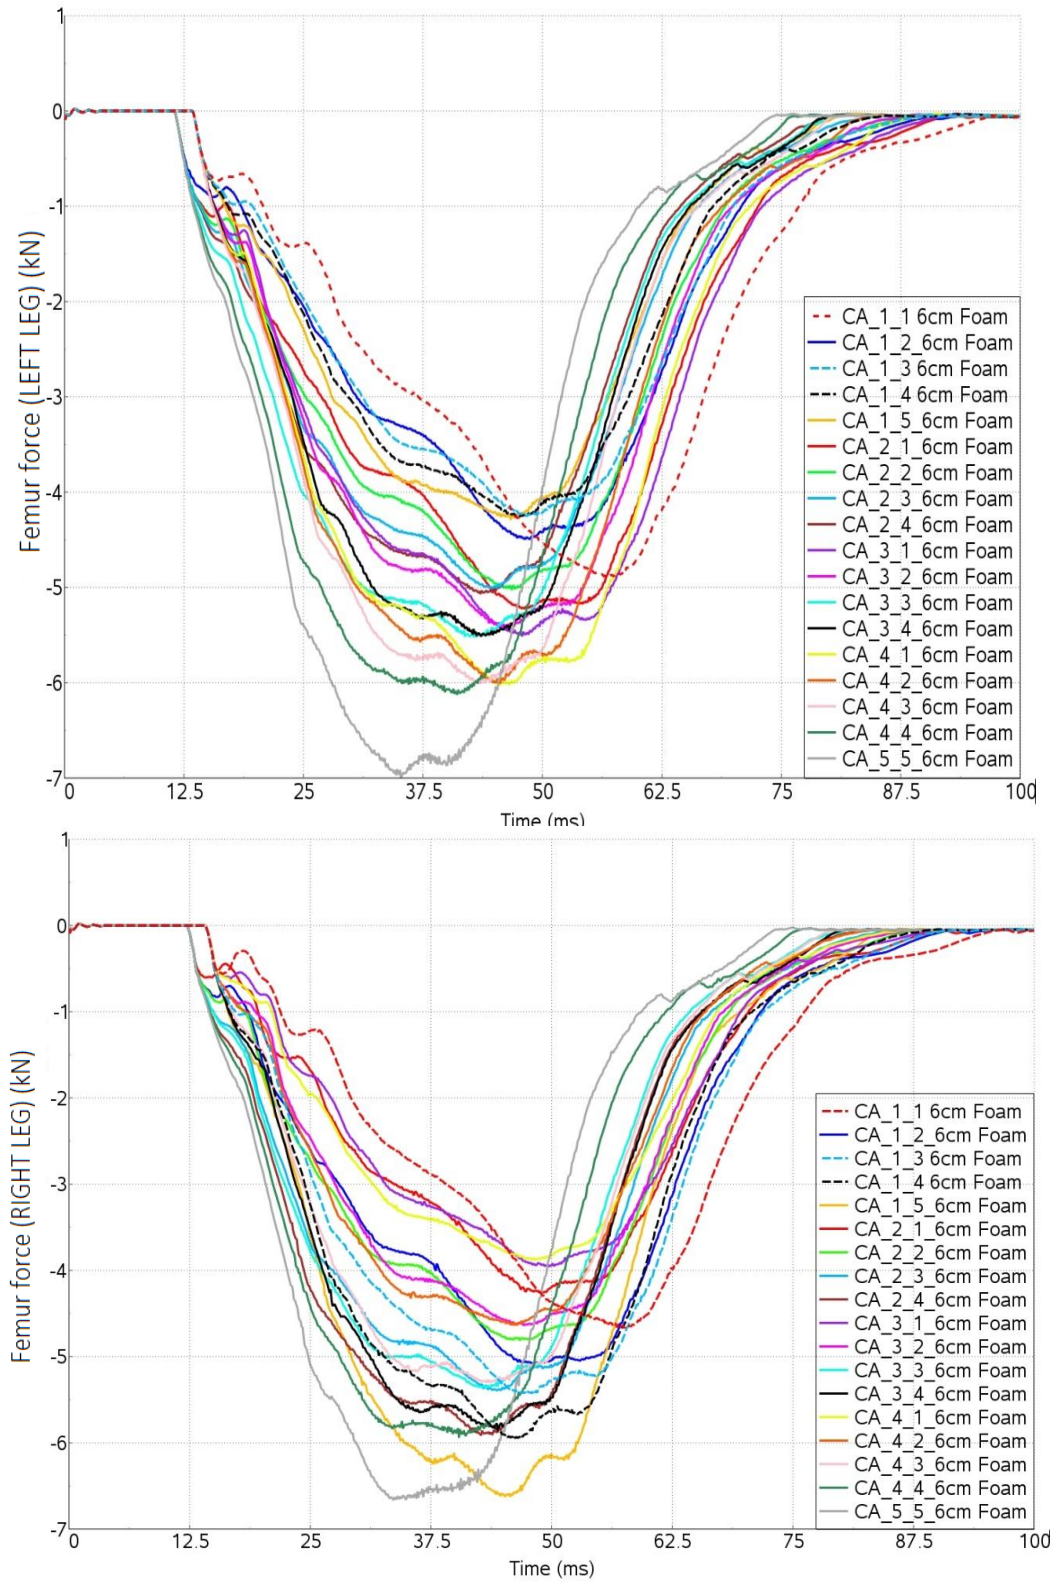 1
0
-1
-2
-3
-4
-5
-6
-7
Femur force (LEFT LEG) (kN)
CA_1_1 6cm Foam
CA_1_2_6cm Foam
CA_1_3 6cm Foam
CA_1_4 6cm Foam
CA_1_5_6cm Foam
CA_2_1_6cm Foam
CA_2_2_6cm Foam
CA_2_3_6cm Foam
CA_2_4_6cm Foam
CA_3_1_6cm Foam
CA_3_2_6cm Foam
CA_3_3_6cm Foam
CA_3_4_6cm Foam
CA_4_1_6cm Foam
CA_4_2_6cm Foam
CA_4_3_6cm Foam
CA_4_4_6cm Foam
CA_5_5_6cm Foam
0 12.5 25 37.5 50 62.5 75 87.5 100
Time (ms)
1
0
-1
-2
-3
-4
-5
-6
-7
Femur force (RIGHT LEG) (kN)
CA_1_1 6cm Foam
CA_1_2_6cm Foam
CA_1_3 6cm Foam
CA_1_4 6cm Foam
CA_1_5_6cm Foam
CA_2_1_6cm Foam
CA_2_2_6cm Foam
CA_2_3_6cm Foam
CA_2_4_6cm Foam
CA_3_1_6cm Foam
CA_3_2_6cm Foam
CA_3_3_6cm Foam
CA_3_4_6cm Foam
CA_4_1_6cm Foam
CA_4_2_6cm Foam
CA_4_3_6cm Foam
CA_4_4_6cm Foam
CA_5_5_6cm Foam
0 12.5 25 37.5 50 62.5 75 87.5 100
Time (ms)